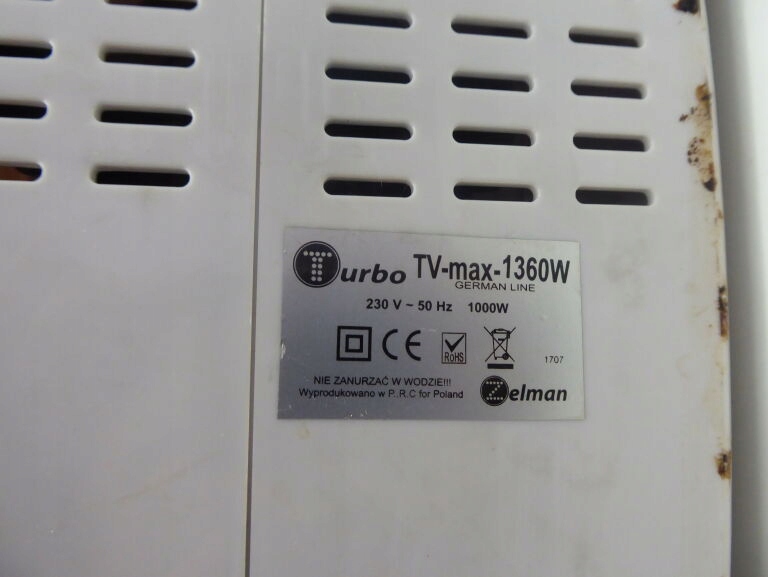 Turbo TV-max-1360W
GERMAN LINE
230 V ~ 50 Hz 1000W
CE RoHS
1707
NIE ZANURZAĆ W WODZIE!!!
Wyprodukowano w P..R.C for Poland
Zelman